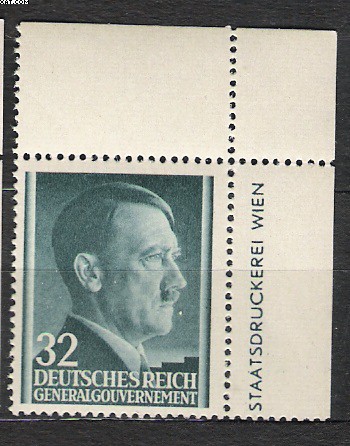 32
DEUTSCHES REICH
GENERALGOUVERNEMENT
STAATSDRUCKEREI WIEN